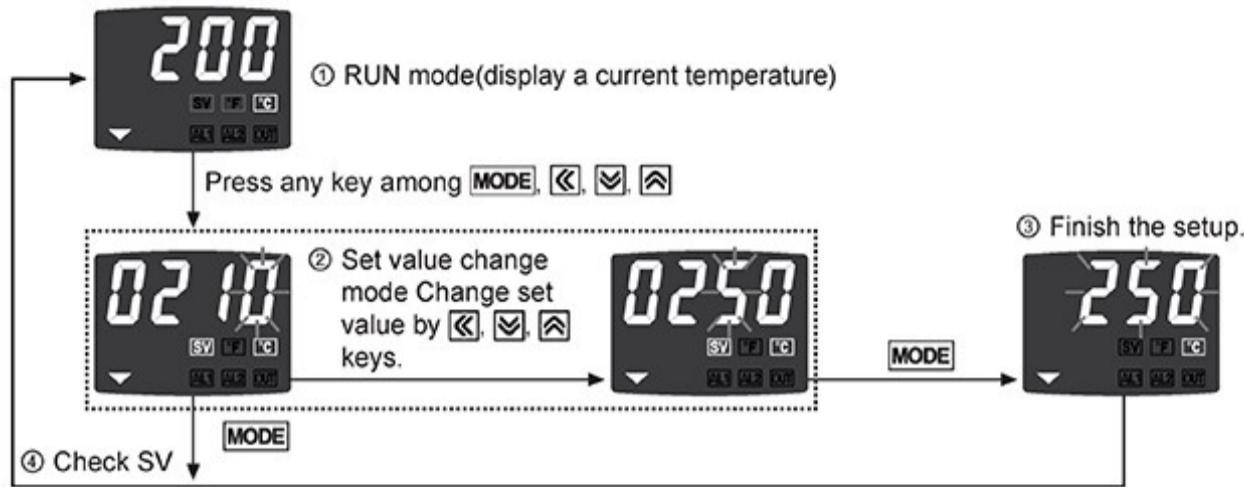 200
① RUN mode(display a current temperature)
SV °F °C
AL1 AL2 OUT
Press any key among MODE, «, , 
0210
② Set value change
mode Change set
value by «, , 
keys.
SV °F °C
AL1 AL2 OUT
0250
SV °F °C
AL1 AL2 OUT
MODE
③ Finish the setup.
250
SV °F °C
AL1 AL2 OUT
MODE
④ Check SV